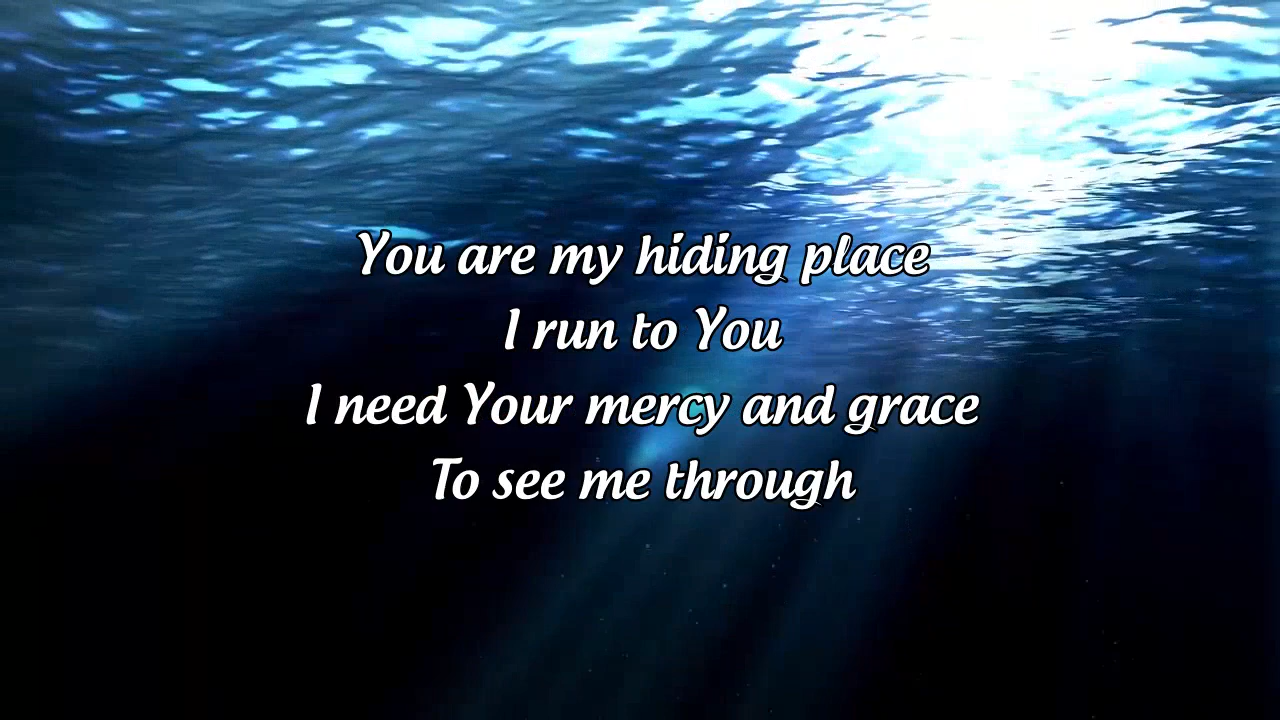 You are my hiding place
I run to You
I need Your mercy and grace
To see me through